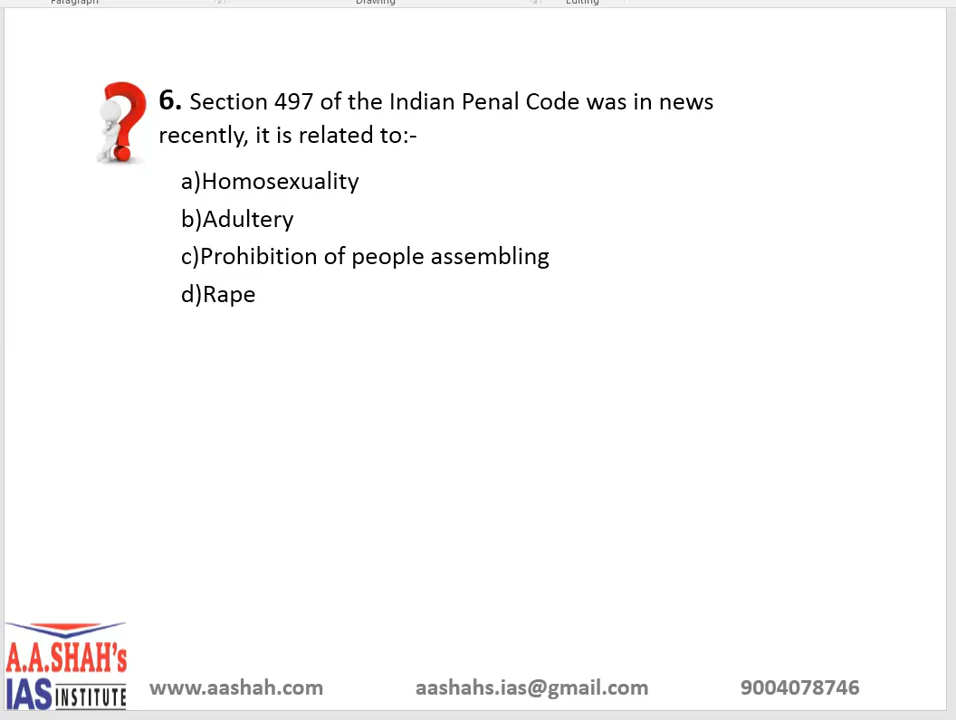 Paragraph Drawing Editing
6. Section 497 of the Indian Penal Code was in news
recently, it is related to:-
a)Homosexuality
b)Adultery
c)Prohibition of people assembling
d)Rape
A.A.SHAH's
IAS INSTITUTE
www.aashah.com aashahs.ias@gmail.com 9004078746